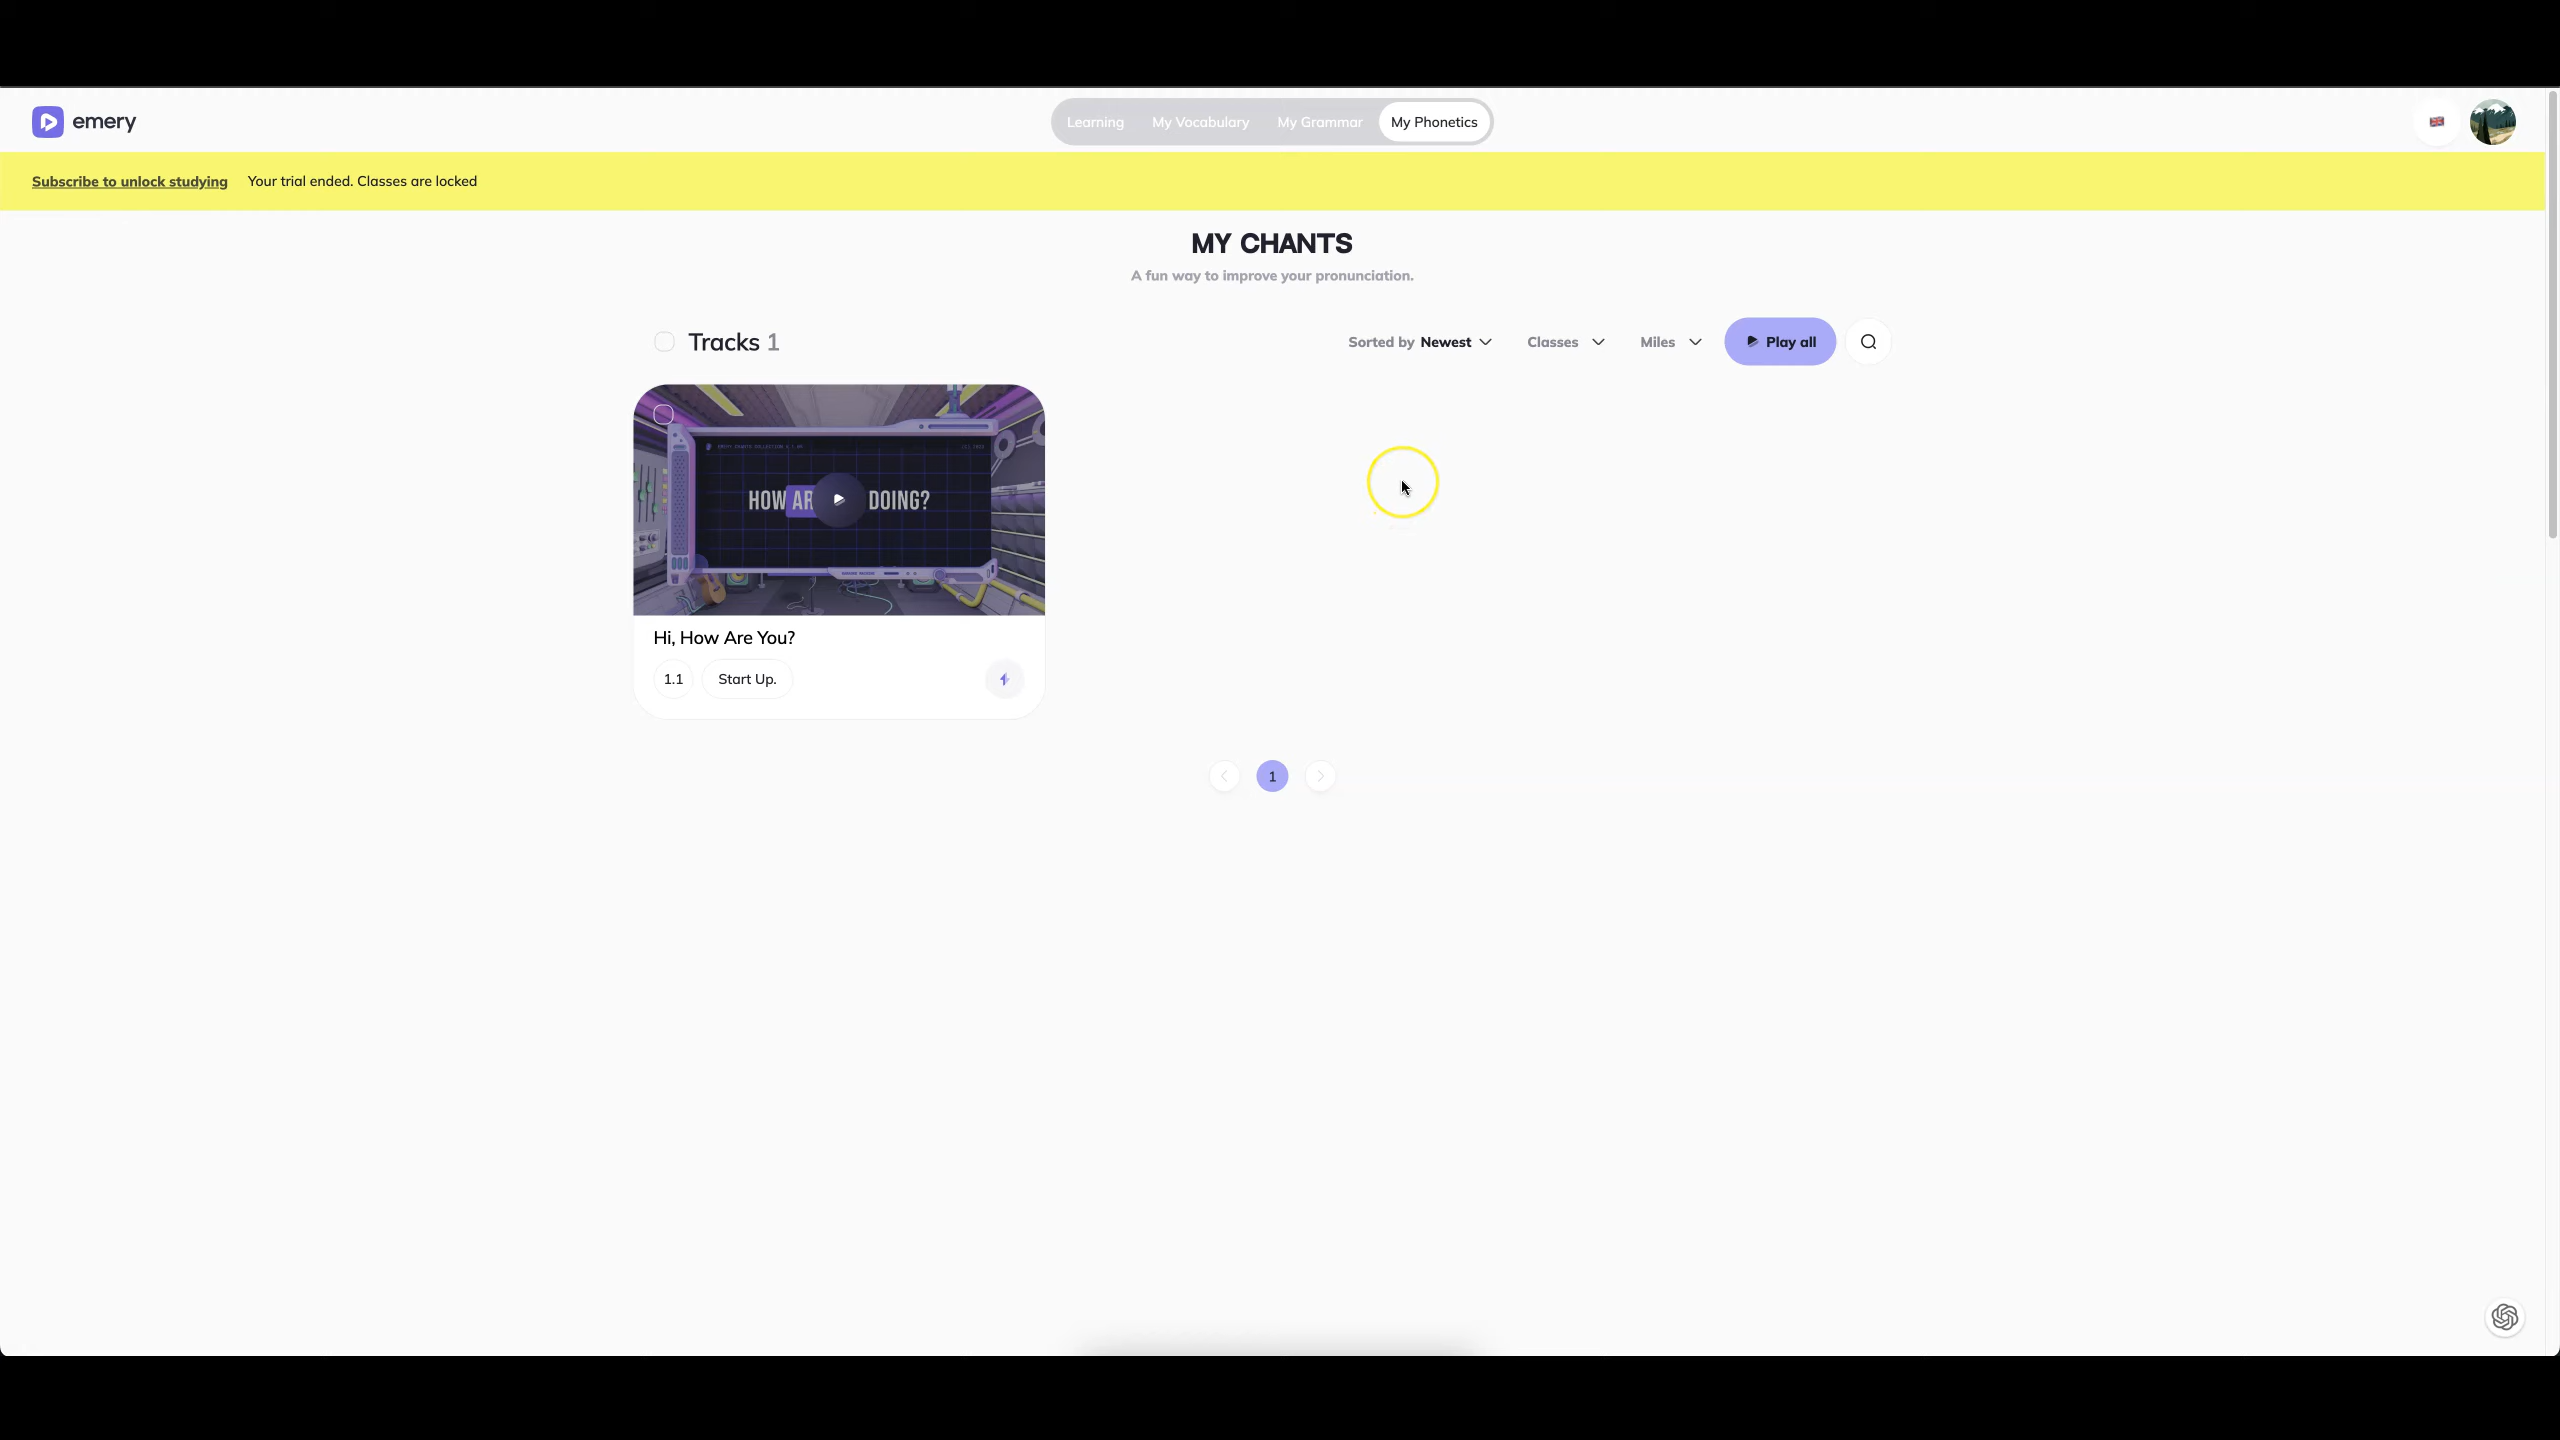 emery
Learning My Vocabulary My Grammar My Phonetics
Subscribe to unlock studying Your trial ended. Classes are locked
MY CHANTS
A fun way to improve your pronunciation.
Tracks 1 Sorted by Newest Classes Miles Play all
HOW AR DOING?
Hi, How Are You?
1.1 Start Up.
1